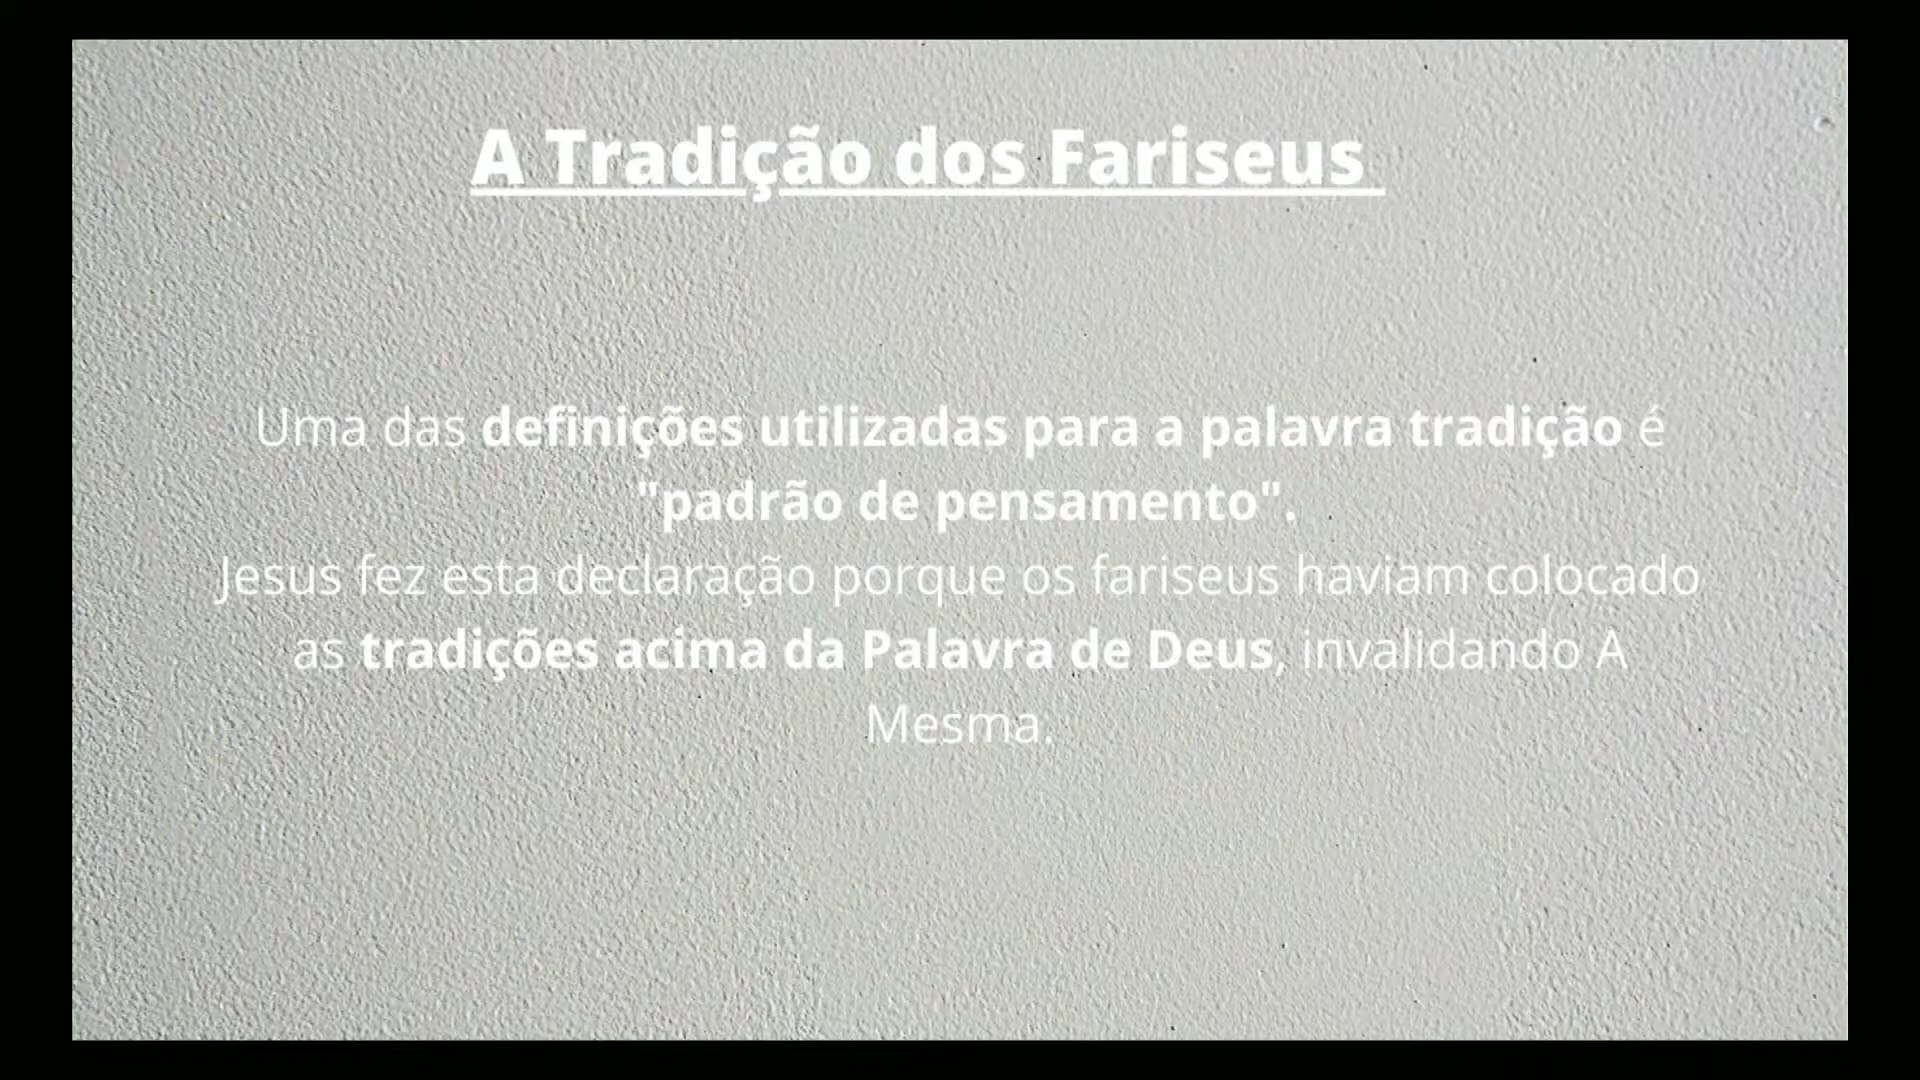 A Tradição dos Fariseus
Uma das definições utilizadas para a palavra tradição é
"padrão de pensamento".
Jesus fez esta declaração porque os fariseus haviam colocado
as tradições acima da Palavra de Deus, invalidando A
Mesma.